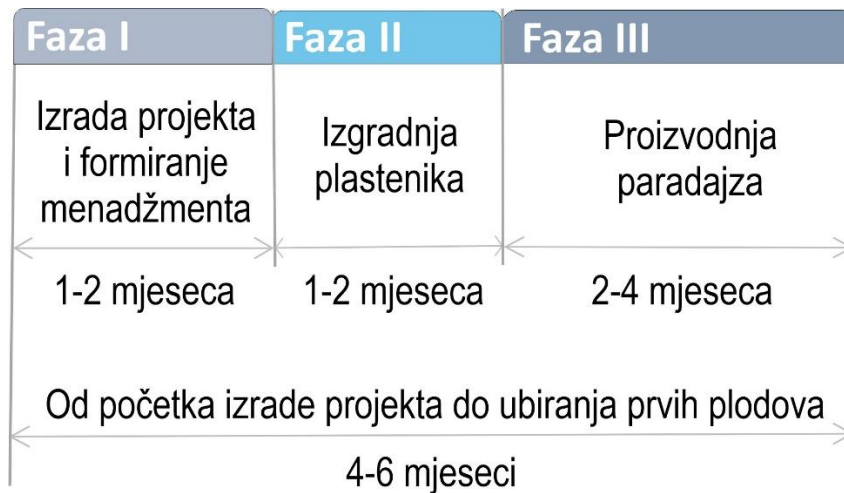 Faza I
Faza II
Faza III
Izrada projekta
i formiranje
menadžmenta
Izgradnja
plastenika
Proizvodnja
paradajza
1-2 mjeseca
1-2 mjeseca
2-4 mjeseca
Od početka izrade projekta do ubiranja prvih plodova
4-6 mjeseci